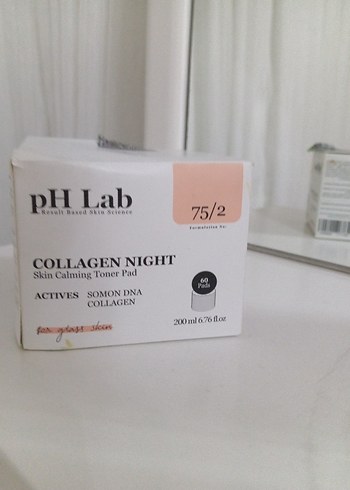 pH Lab
Result Based Skin Science
75/2
Formulation No:
COLLAGEN NIGHT
Skin Calming Toner Pad
ACTIVES SOMON DNA
COLLAGEN
60
Pads
glass skin
200 ml 6.76 fl.oz